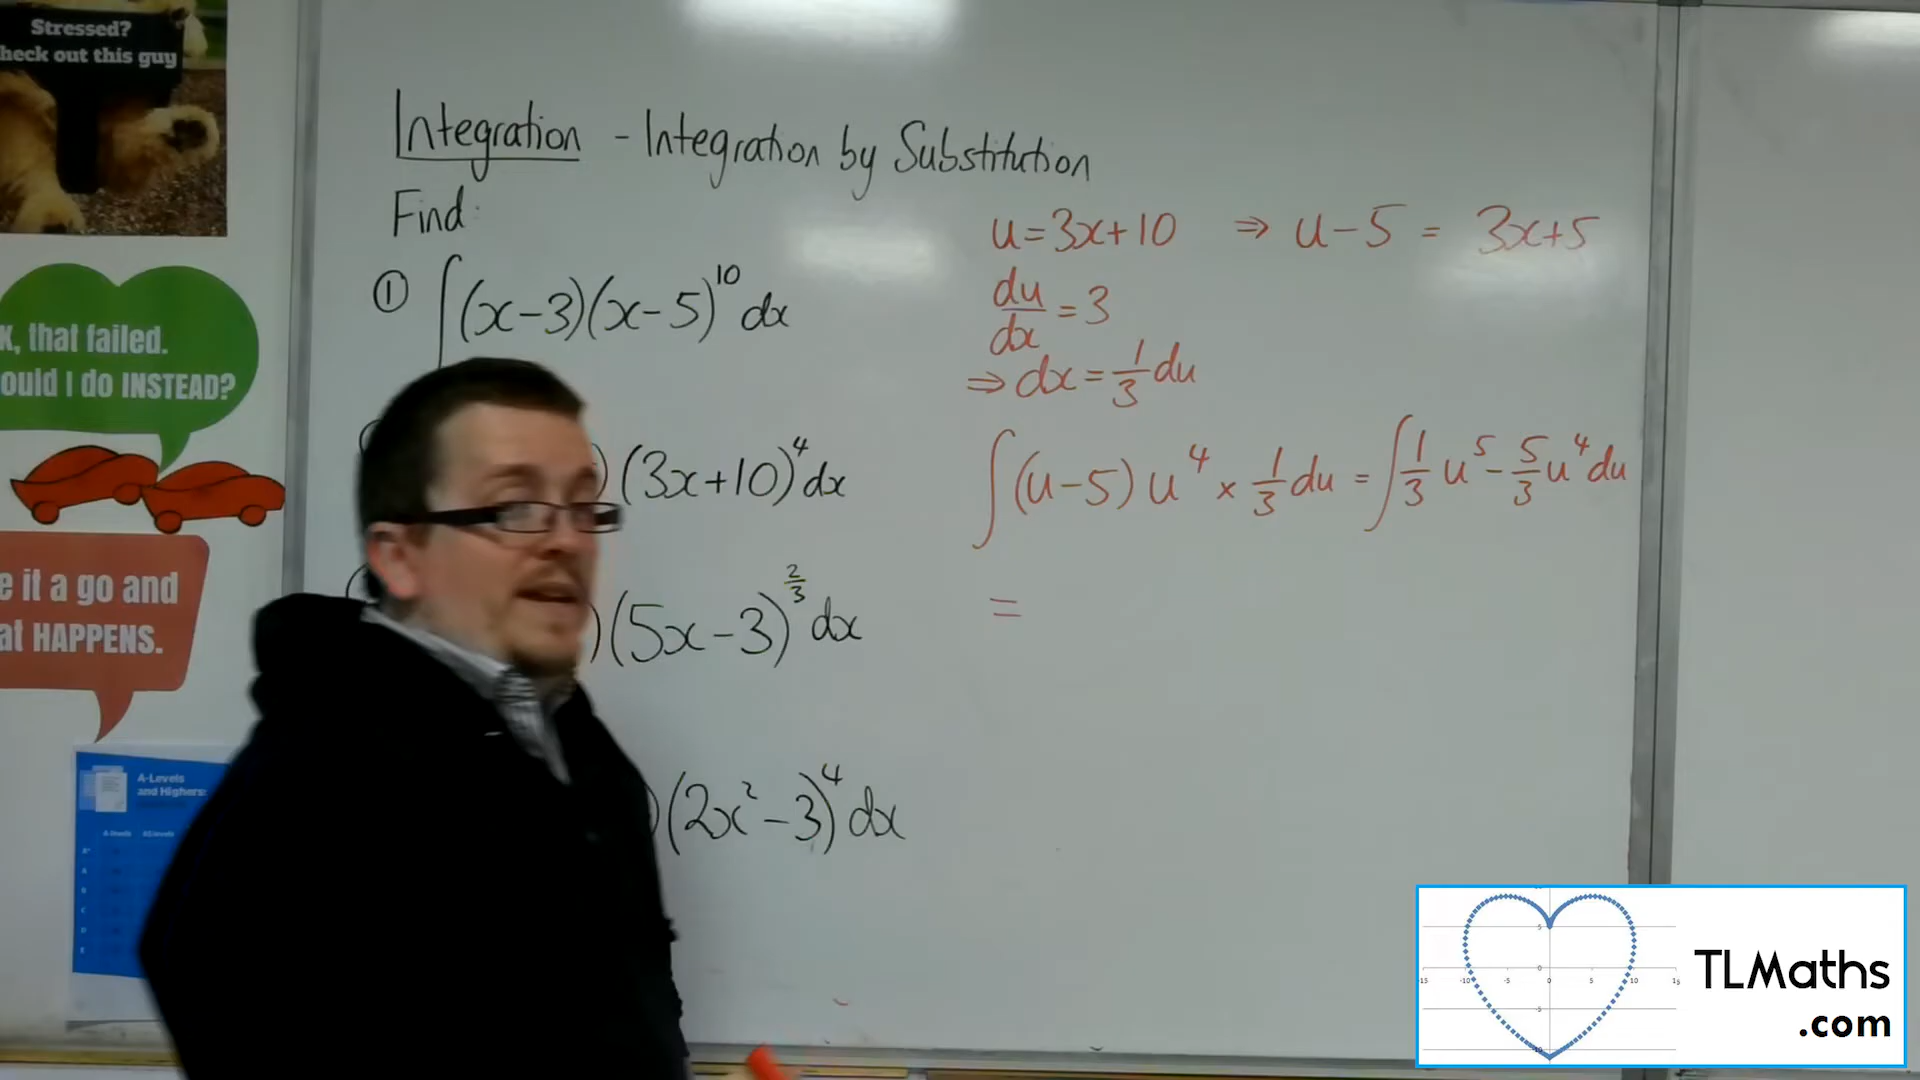 Stressed?
heck out this guy
Integration - Integration by Substitution
Find:
① ∫(x-3)(x-5)^10 dx
)(3x+10)^4 dx
)(5x-3)^(2/3) dx
)(2x²-3)^4 dx
u=3x+10 ⇒ u-5 = 3x+5
du/dx = 3
⇒ dx = 1/3 du
∫(u-5) u^4 × 1/3 du = ∫ 1/3 u^5 - 5/3 u^4 du
=
K, that failed.
ould I do INSTEAD?
e it a go and
at HAPPENS.
A-Levels
and Highers:
TLMaths
.com